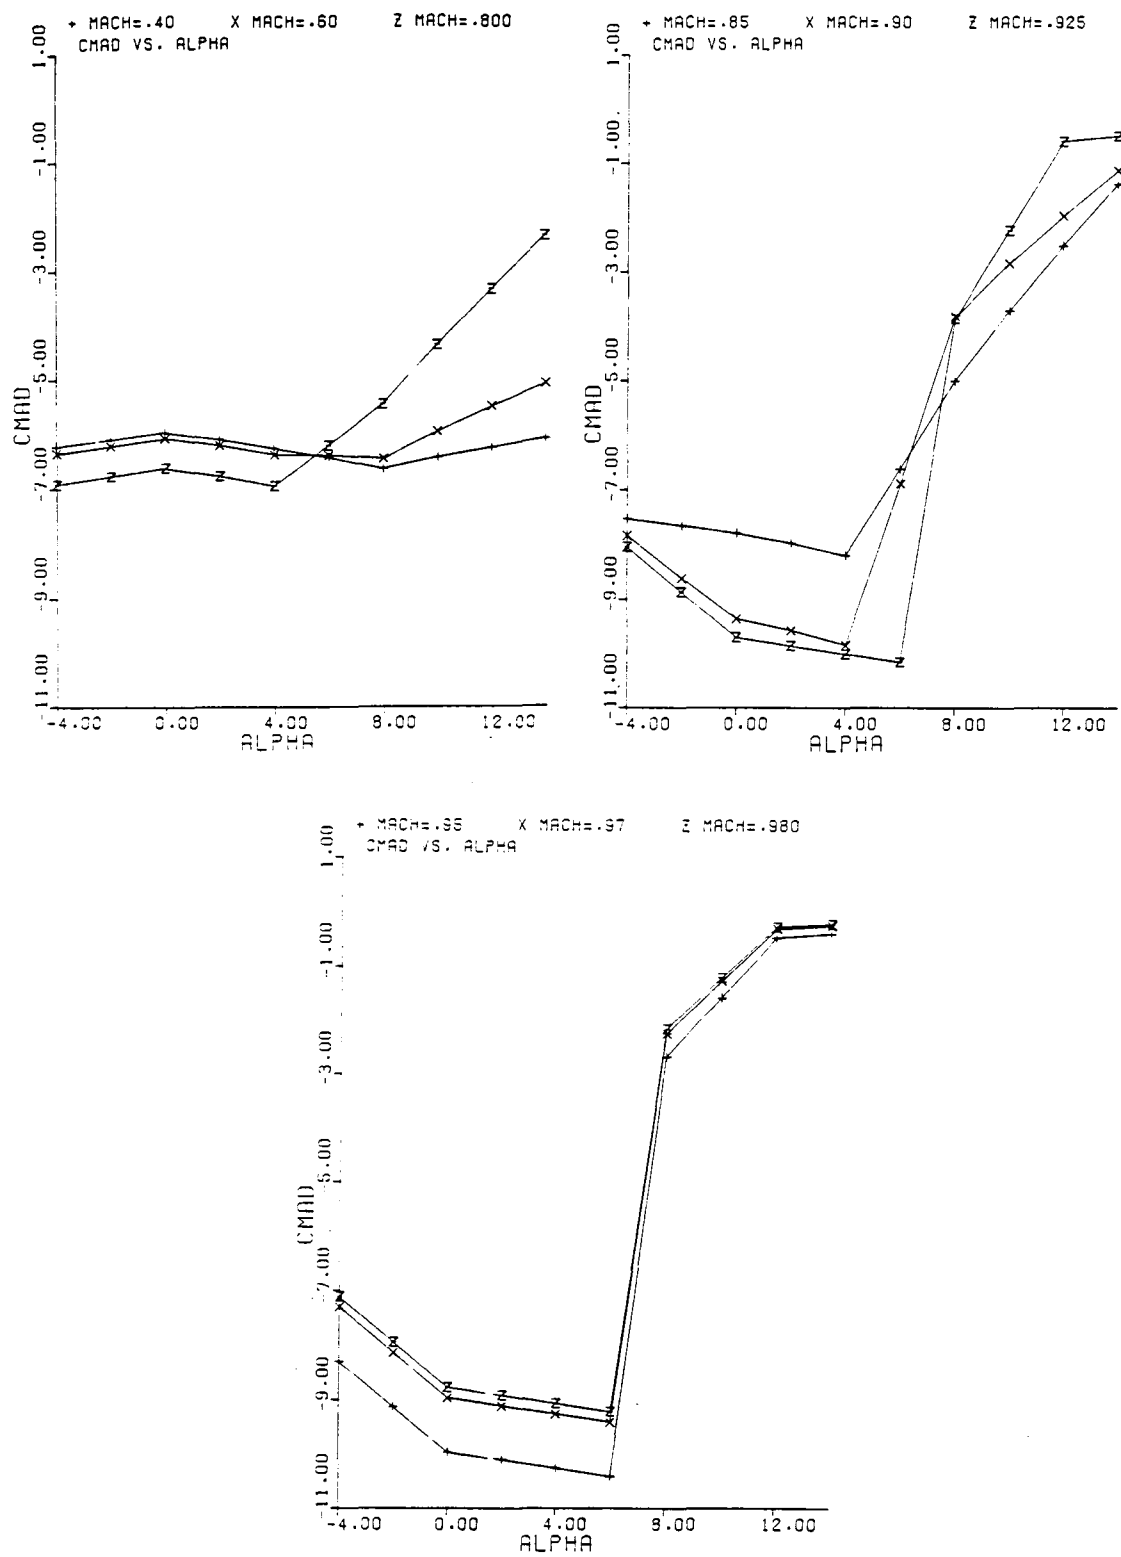 + MACH=.40 X MACH=.60 Z MACH=.800
CMAD VS. ALPHA
1.00
-1.00
-3.00
-5.00
-7.00
-9.00
-11.00
CMAD
-4.00 0.00 4.00 8.00 12.00
ALPHA
+ MACH=.85 X MACH=.90 Z MACH=.925
CMAD VS. ALPHA
1.00
-1.00
-3.00
-5.00
-7.00
-9.00
-11.00
CMAD
-4.00 0.00 4.00 8.00 12.00
ALPHA
+ MACH=.95 X MACH=.97 Z MACH=.980
CMAD VS. ALPHA
1.00
-1.00
-3.00
-5.00
-7.00
-9.00
-11.00
CMAD
-4.00 0.00 4.00 8.00 12.00
ALPHA